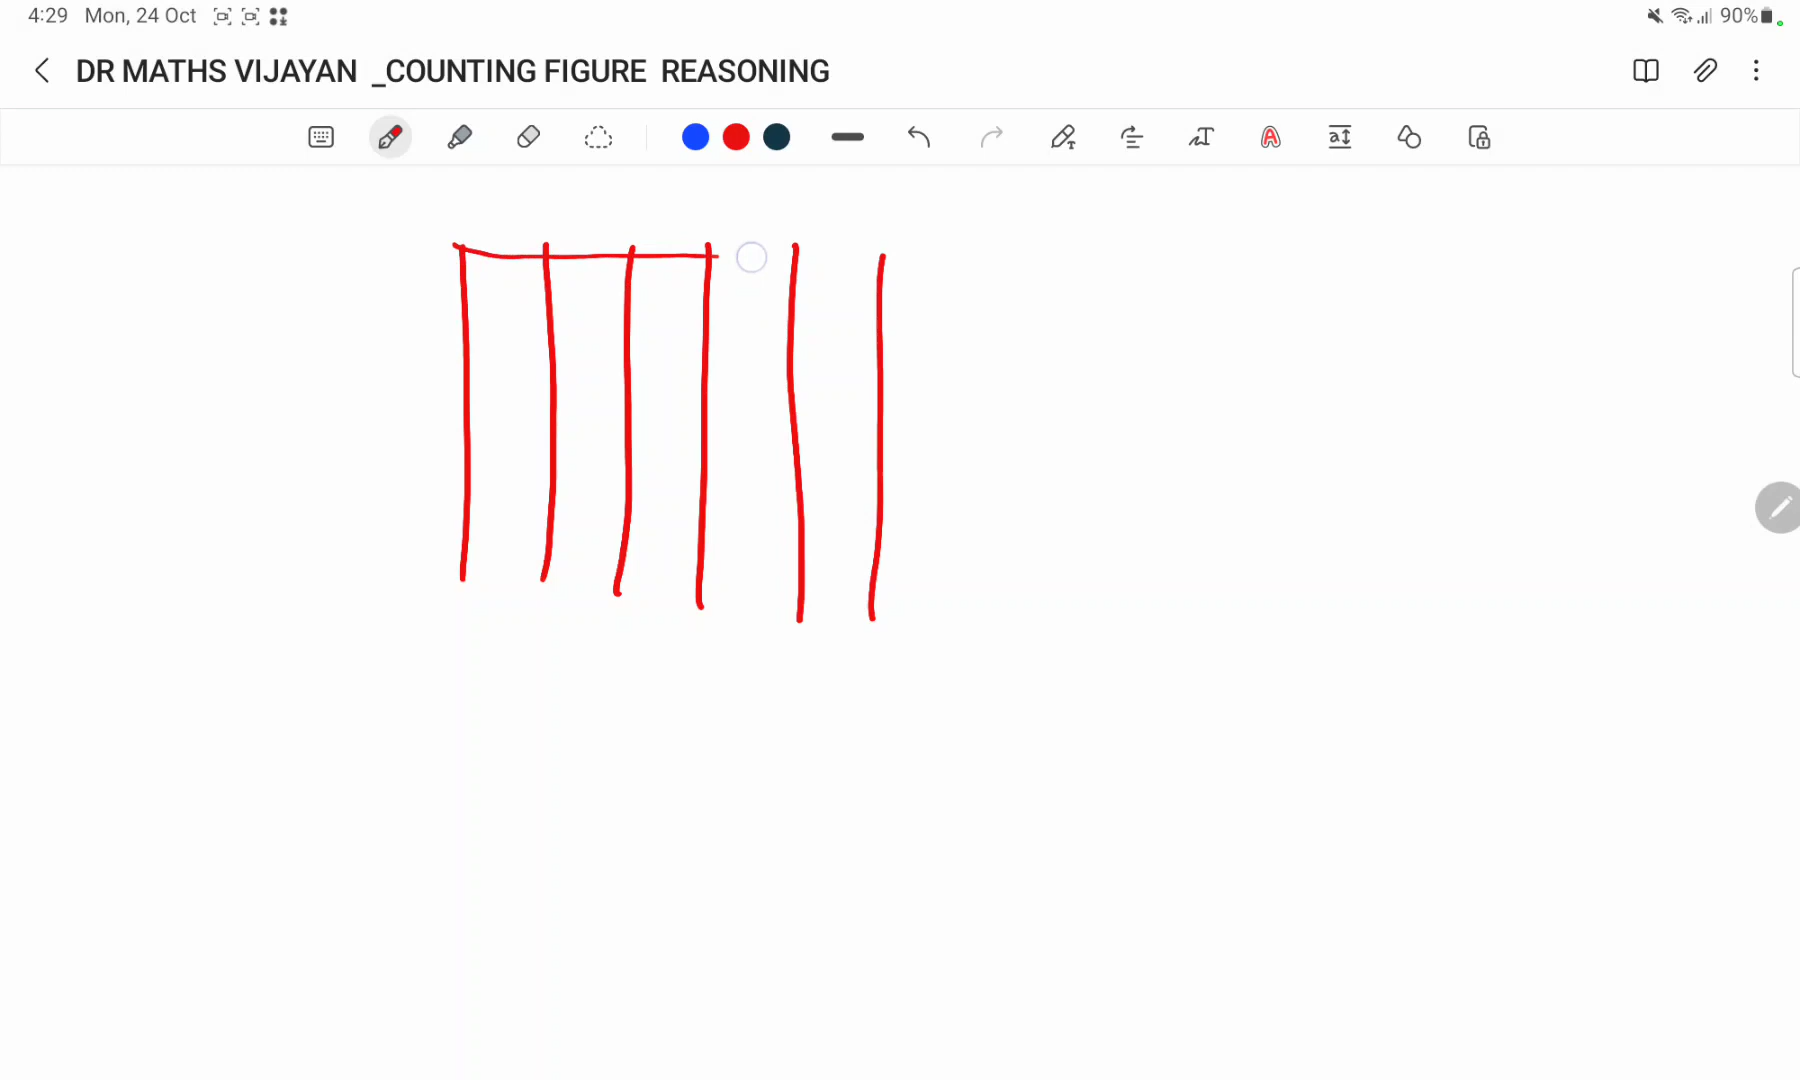 4:29 Mon, 24 Oct 90%
DR MATHS VIJAYAN _COUNTING FIGURE REASONING